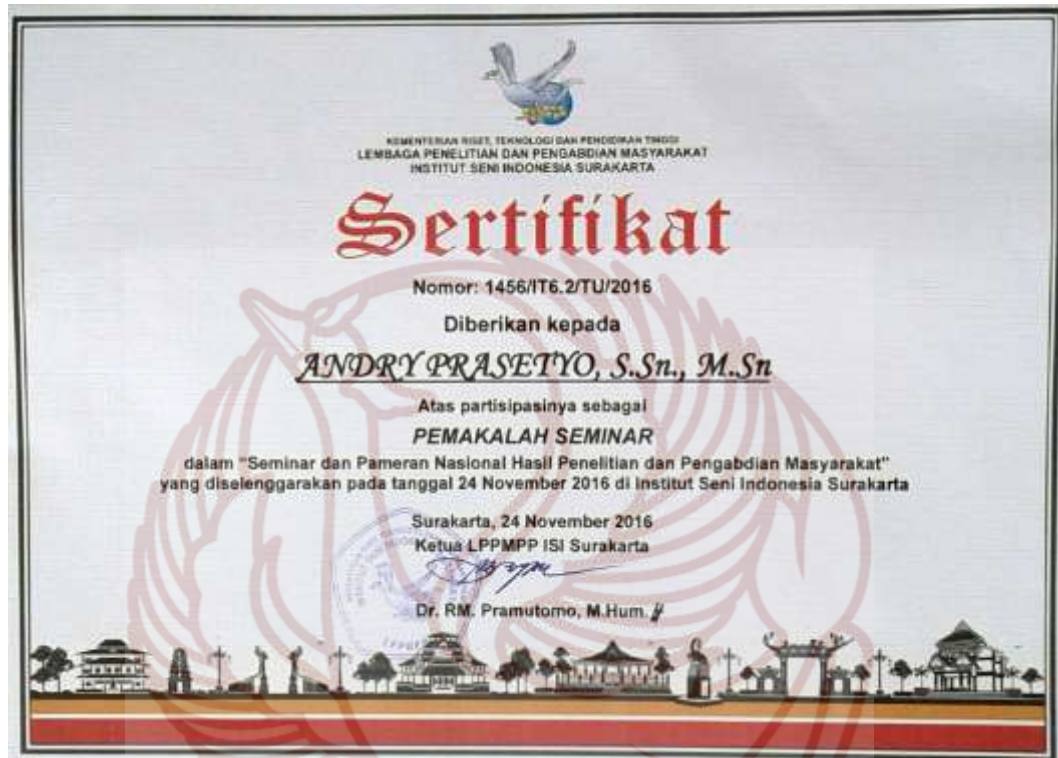 KEMENTERIAN RISET, TEKNOLOGI DAN PENDIDIKAN TINGGI
LEMBAGA PENELITIAN DAN PENGABDIAN MASYARAKAT
INSTITUT SENI INDONESIA SURAKARTA
Sertifikat
Nomor: 1456/IT6.2/TU/2016
Diberikan kepada
ANDRY PRASETYO, S.Sn., M.Sn
Atas partisipasinya sebagai
PEMAKALAH SEMINAR
dalam "Seminar dan Pameran Nasional Hasil Penelitian dan Pengabdian Masyarakat"
yang diselenggarakan pada tanggal 24 November 2016 di Institut Seni Indonesia Surakarta
Surakarta, 24 November 2016
Ketua LPPMPP ISI Surakarta
Dr. RM. Pramutomo, M.Hum.